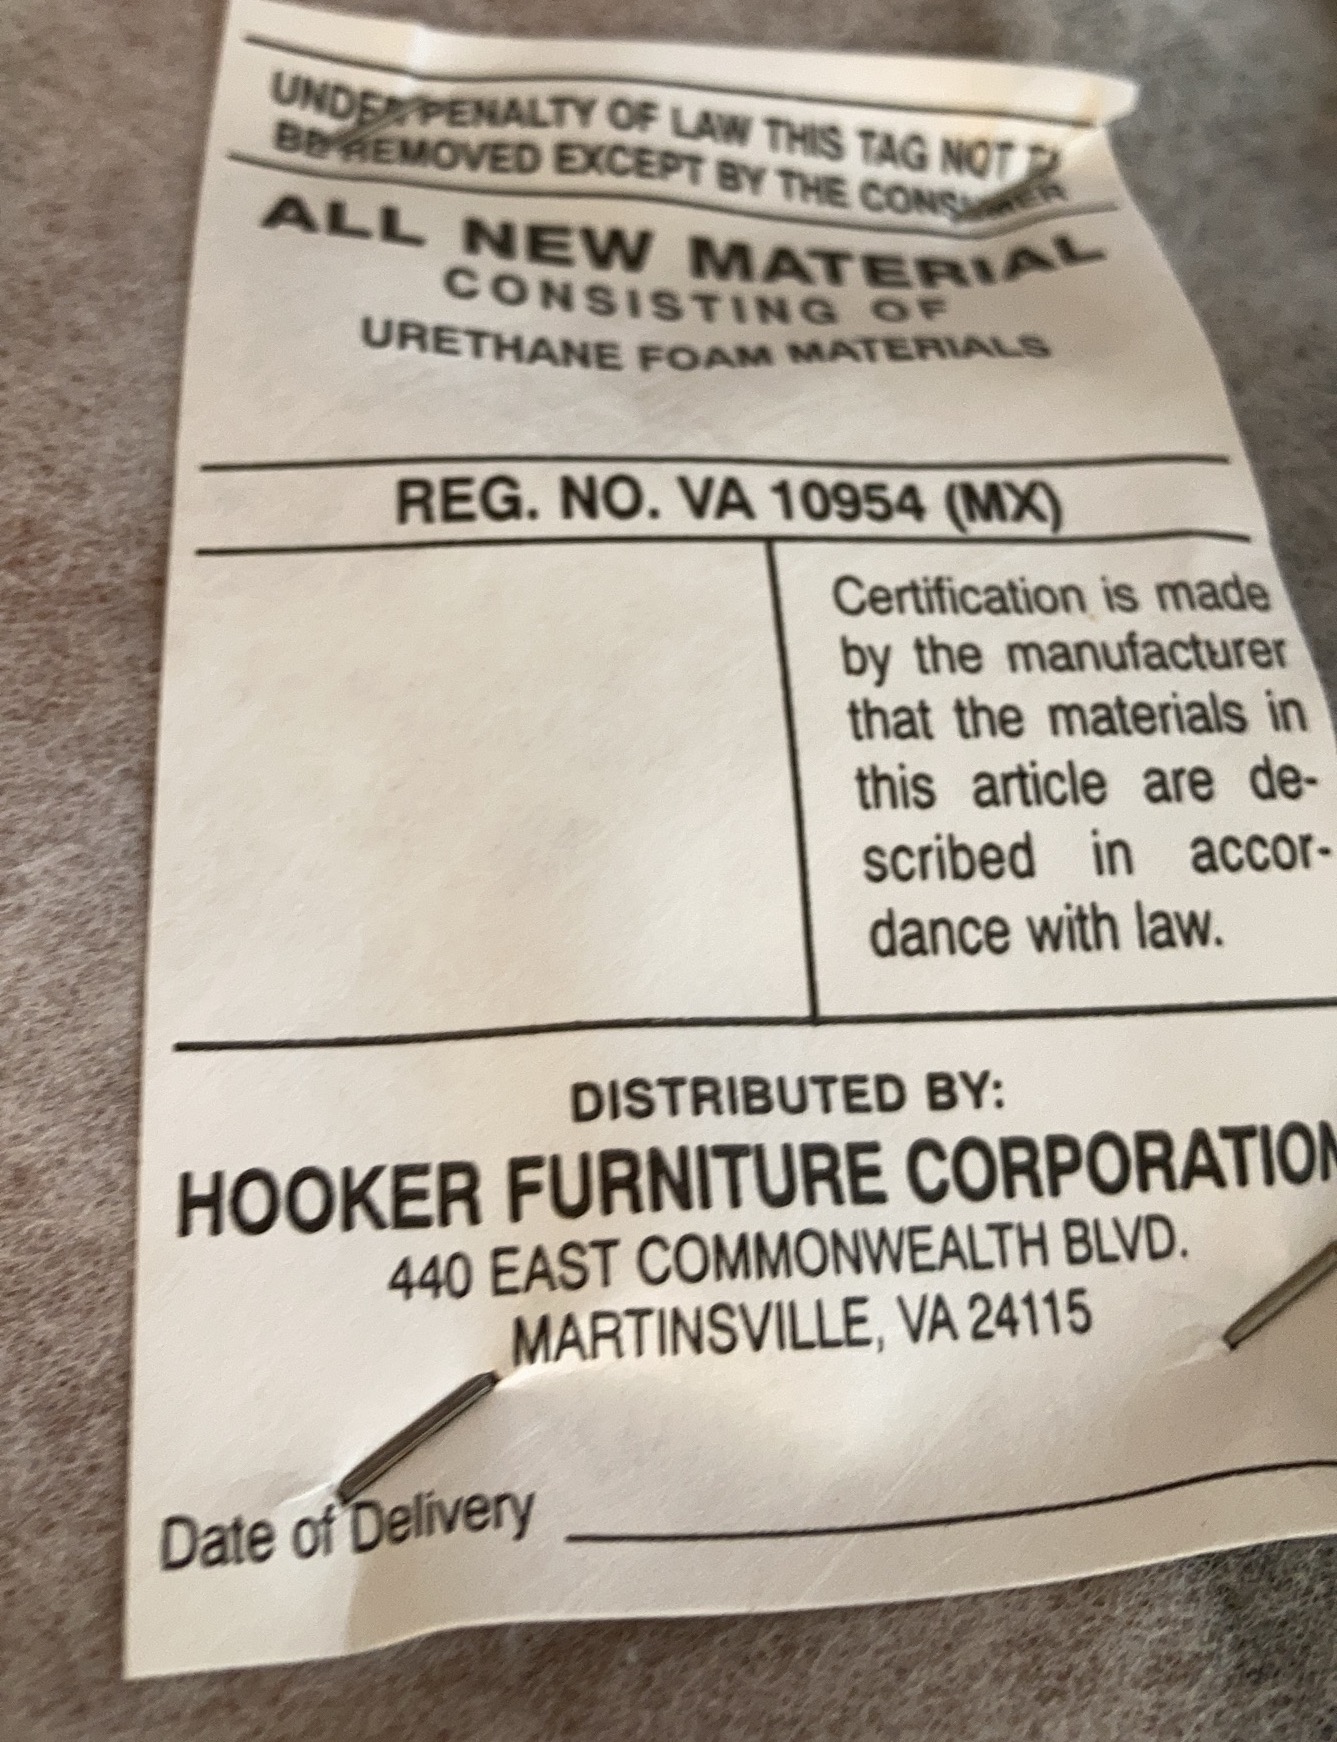 UNDER PENALTY OF LAW THIS TAG NOT TO
BE REMOVED EXCEPT BY THE CONSUMER
ALL NEW MATERIAL
CONSISTING OF
URETHANE FOAM MATERIALS
REG. NO. VA 10954 (MX)
Certification is made
by the manufacturer
that the materials in
this article are de-
scribed in accor-
dance with law.
DISTRIBUTED BY:
HOOKER FURNITURE CORPORATION
440 EAST COMMONWEALTH BLVD.
MARTINSVILLE, VA 24115
Date of Delivery